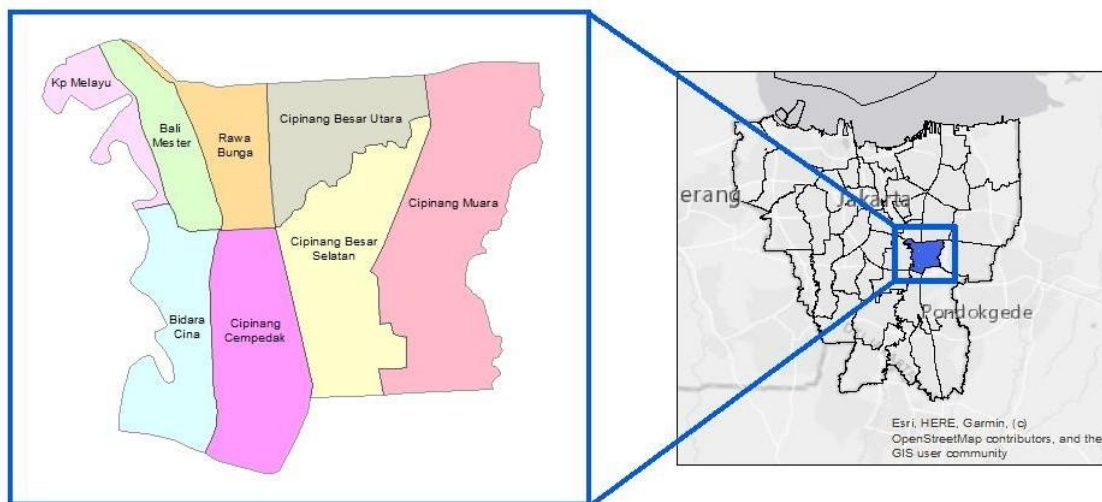 Kp Melayu
Bali
Mester
Rawa
Bunga
Cipinang Besar Utara
Cipinang Muara
Cipinang Besar
Selatan
Bidara
Cina
Cipinang
Cempedak
erang
Jakarta
Pondokgede
Esri, HERE, Garmin, (c)
OpenStreetMap contributors, and the
GIS user community